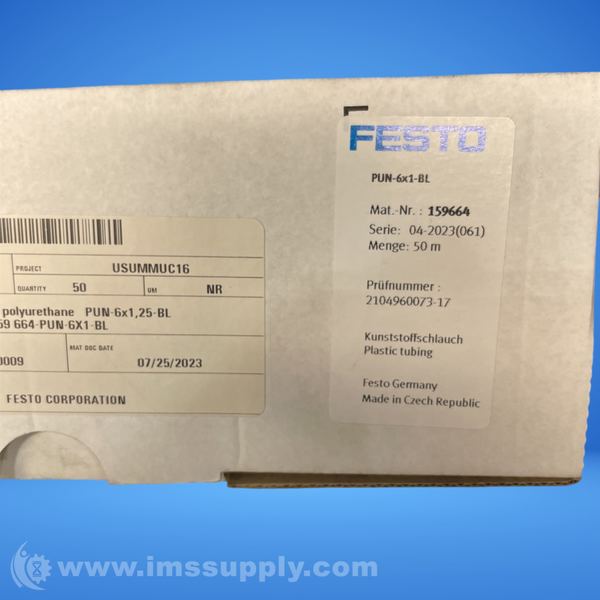 FESTO
PUN-6x1-BL
Mat.-Nr. : 159664
Serie: 04-2023(061)
Menge: 50 m
Prüfnummer :
2104960073-17
Kunststoffschlauch
Plastic tubing
Festo Germany
Made in Czech Republic
PROJECT USUMMUC16
QUANTITY 50 UM NR
polyurethane PUN-6x1,25-BL
59 664-PUN-6X1-BL
MAT DOC DATE
0009 07/25/2023
FESTO CORPORATION
www.imssupply.com